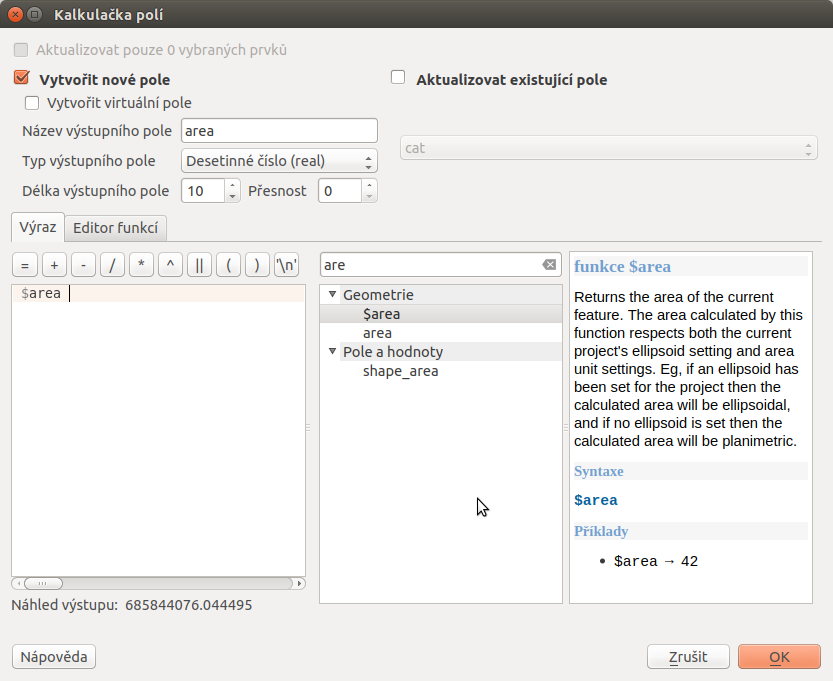 Kalkulačka polí
Aktualizovat pouze 0 vybraných prvků
Vytvořit nové pole
Aktualizovat existující pole
Vytvořit virtuální pole
Název výstupního pole area
cat
Typ výstupního pole Desetinné číslo (real)
Délka výstupního pole 10 Přesnost 0
Výraz Editor funkcí
= + - / * ^ || ( ) '\n'
$area
Náhled výstupu: 685844076.044495
are
Geometrie
$area
area
Pole a hodnoty
shape_area
funkce $area
Returns the area of the current
feature. The area calculated by this
function respects both the current
project's ellipsoid setting and area
unit settings. Eg, if an ellipsoid has
been set for the project then the
calculated area will be ellipsoidal,
and if no ellipsoid is set then the
calculated area will be planimetric.
Syntaxe
$area
Příklady
• $area → 42
Nápověda
Zrušit
OK